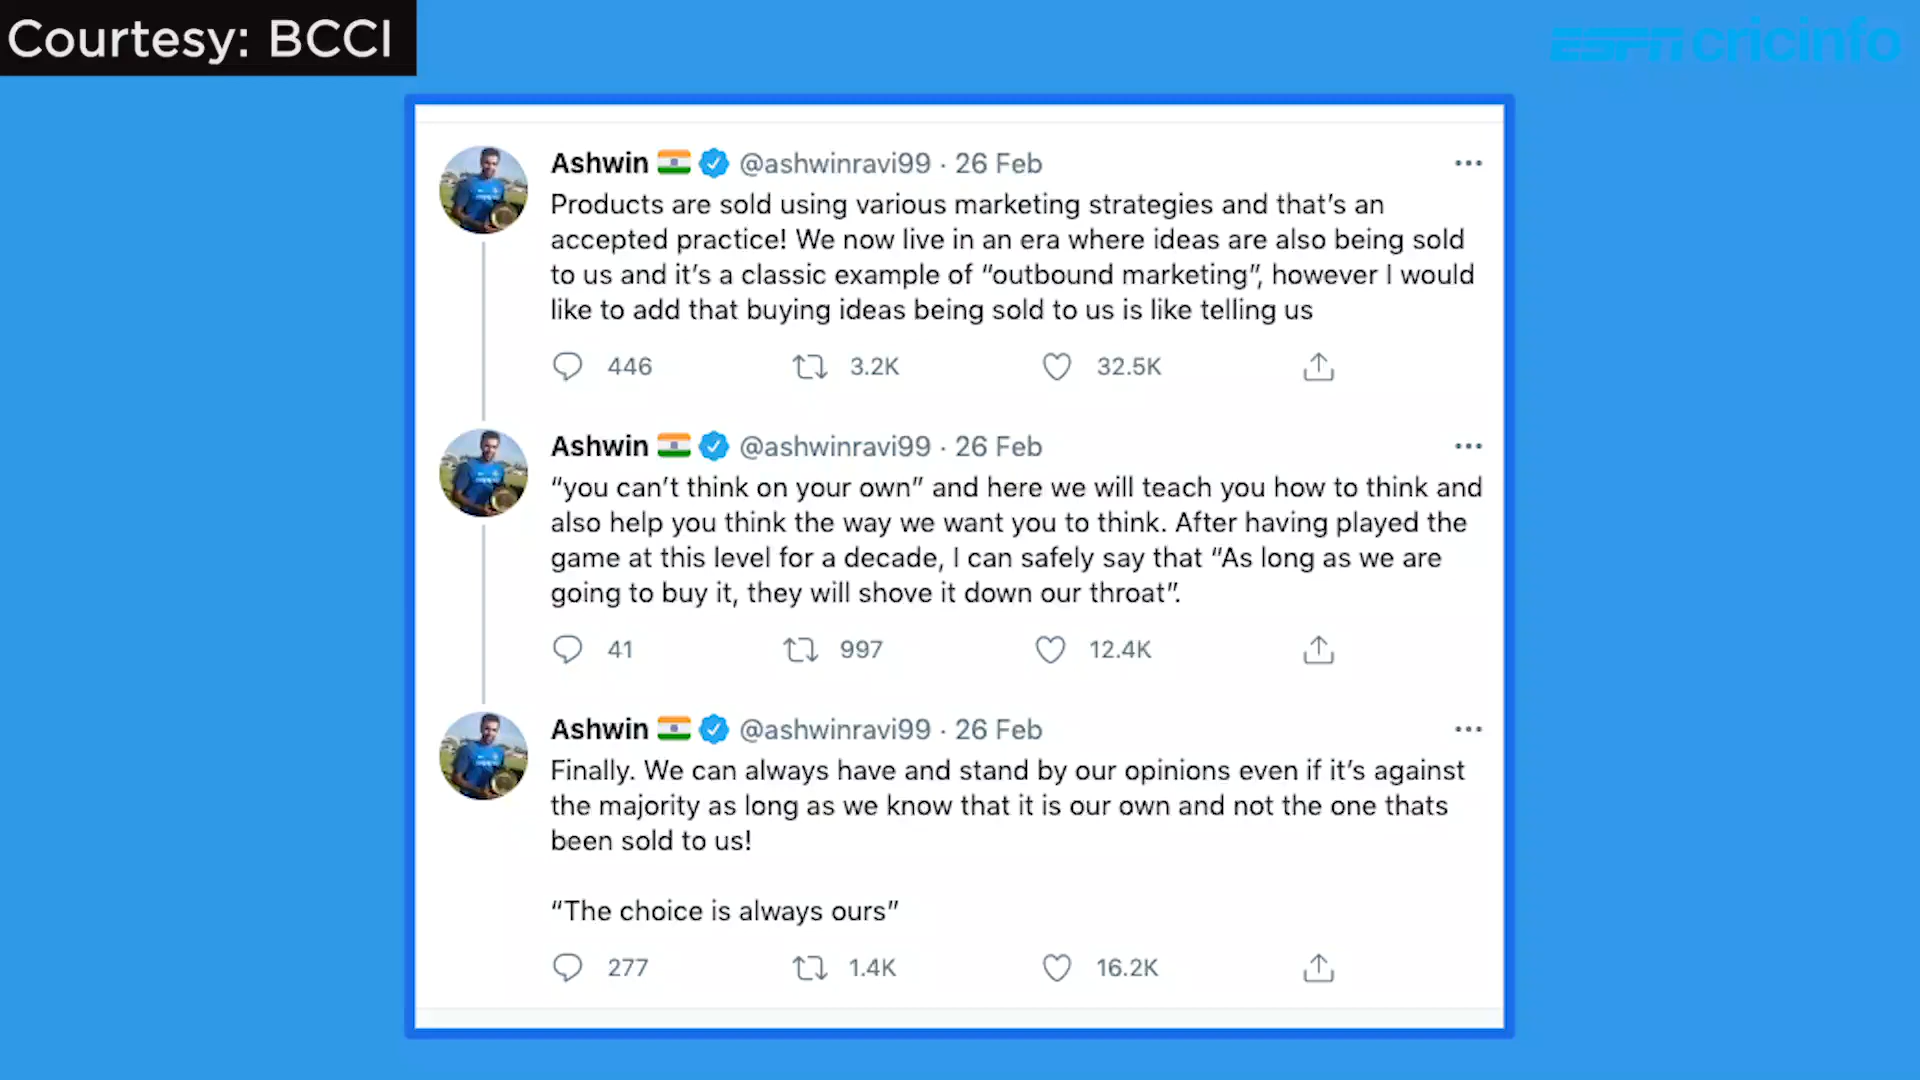 Courtesy: BCCI
ESPN cricinfo
Ashwin @ashwinravi99 · 26 Feb
Products are sold using various marketing strategies and that’s an
accepted practice! We now live in an era where ideas are also being sold
to us and it’s a classic example of “outbound marketing”, however I would
like to add that buying ideas being sold to us is like telling us
446 3.2K 32.5K
Ashwin @ashwinravi99 · 26 Feb
“you can’t think on your own” and here we will teach you how to think and
also help you think the way we want you to think. After having played the
game at this level for a decade, I can safely say that “As long as we are
going to buy it, they will shove it down our throat”.
41 997 12.4K
Ashwin @ashwinravi99 · 26 Feb
Finally. We can always have and stand by our opinions even if it’s against
the majority as long as we know that it is our own and not the one thats
been sold to us!
“The choice is always ours”
277 1.4K 16.2K